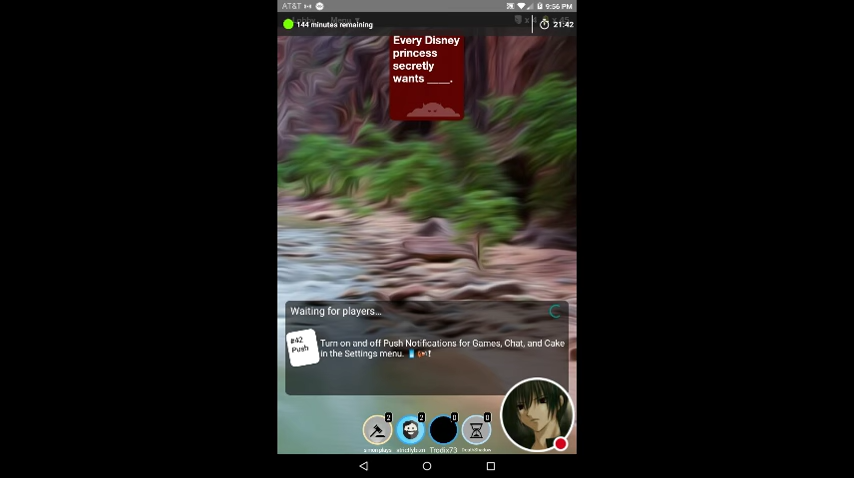 AT&T
9:56 PM
144 minutes remaining
21:42
Every Disney
princess
secretly
wants ____.
Waiting for players...
#42
Push
Turn on and off Push Notifications for Games, Chat, and Cake
in the Settings menu.
2
2
0
0
Trodix73